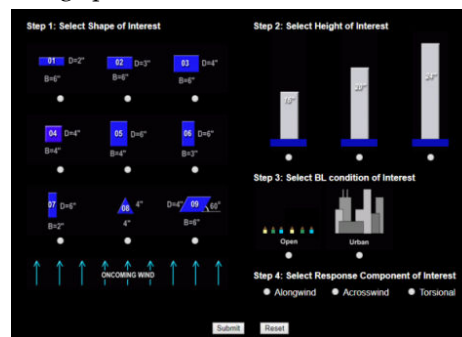 Step 1: Select Shape of Interest
01 D=2"
B=6"
02 D=3"
B=6"
03 D=4"
B=6"
04 D=4"
B=4"
05 D=6"
B=4"
06 D=6"
B=3"
07 D=6"
B=2"
08 4"
4"
D=4" 09 60°
B=6"
ONCOMING WIND
Step 2: Select Height of Interest
16"
20"
24"
Step 3: Select BL condition of Interest
Open
Urban
Step 4: Select Response Component of Interest
Alongwind
Acrosswind
Torsional
Submit
Reset